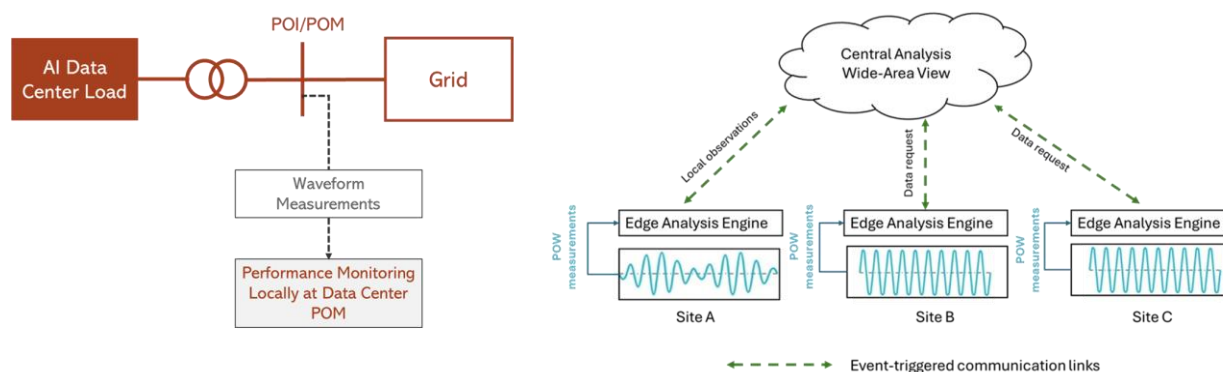 POI/POM
AI Data
Center Load
Grid
Waveform
Measurements
Performance Monitoring
Locally at Data Center
POM
Central Analysis
Wide-Area View
Local observations
Data request
Data request
POW
measurements
Edge Analysis Engine
Site A
POW
measurements
Edge Analysis Engine
Site B
POW
measurements
Edge Analysis Engine
Site C
Event-triggered communication links